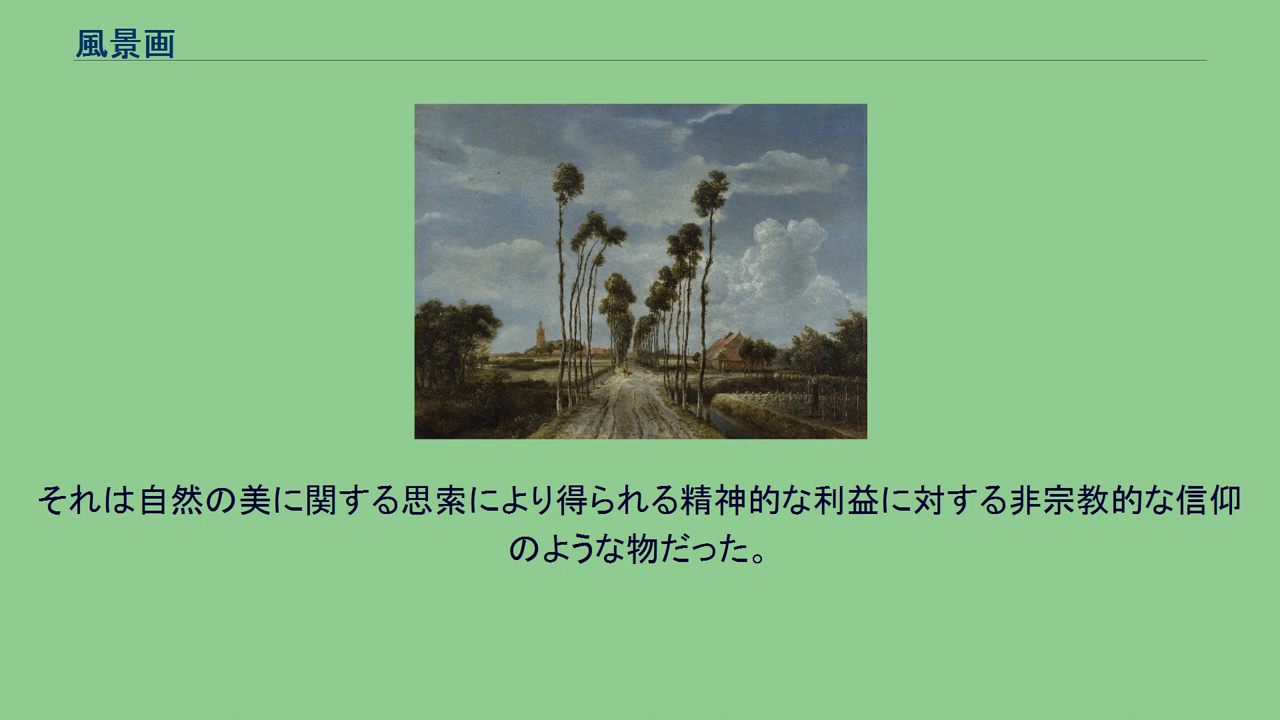 風景画
それは自然の美に関する思索により得られる精神的な利益に対する非宗教的な信仰
のような物だった。